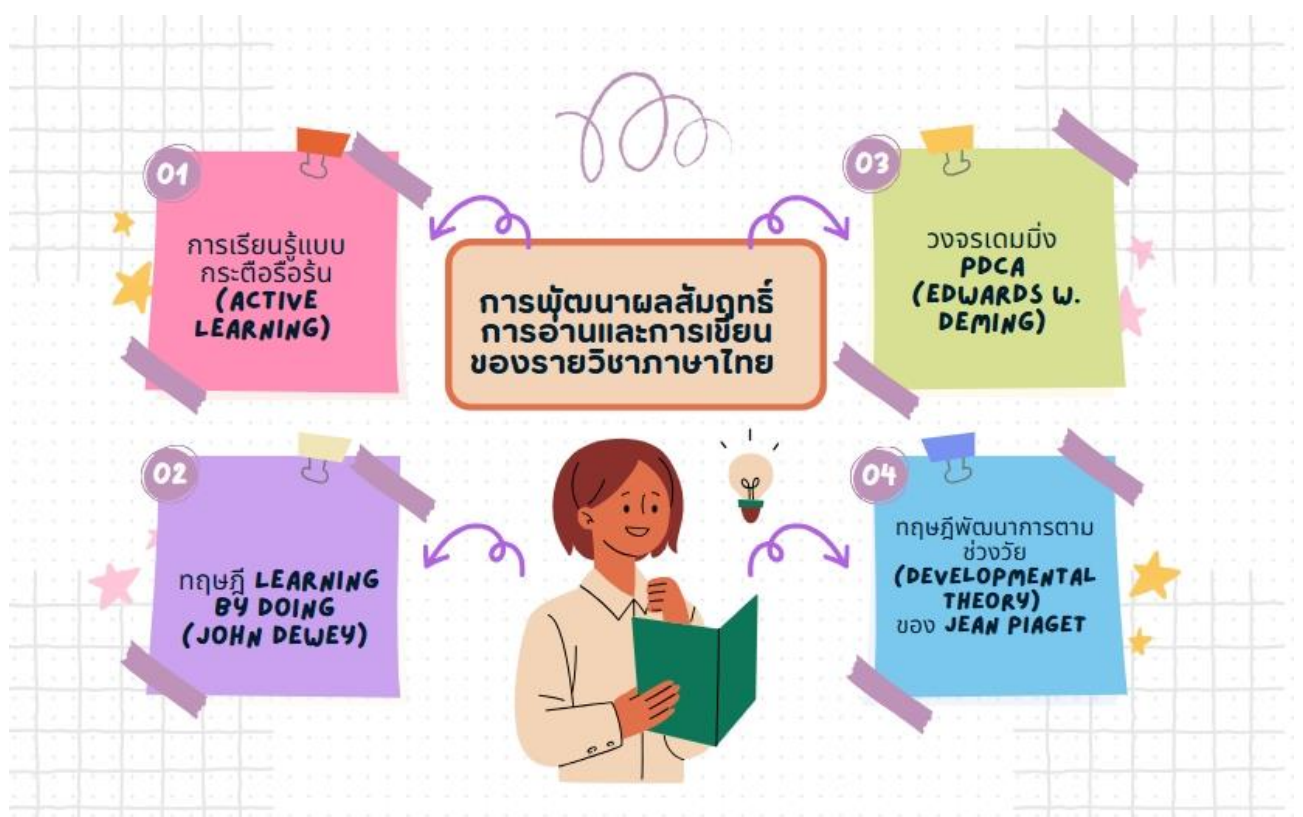 01
การเรียนรู้แบบ
กระตือรือร้น
(ACTIVE
LEARNING)
02
ทฤษฎี LEARNING
BY DOING
(JOHN DEWEY)
การพัฒนาผลสัมฤทธิ์
การอ่านและการเขียน
ของรายวิชาภาษาไทย
03
วงจรเดมมิ่ง
PDCA
(EDWARDS W.
DEMING)
04
ทฤษฎีพัฒนาการตาม
ช่วงวัย
(DEVELOPMENTAL
THEORY)
ของ JEAN PIAGET